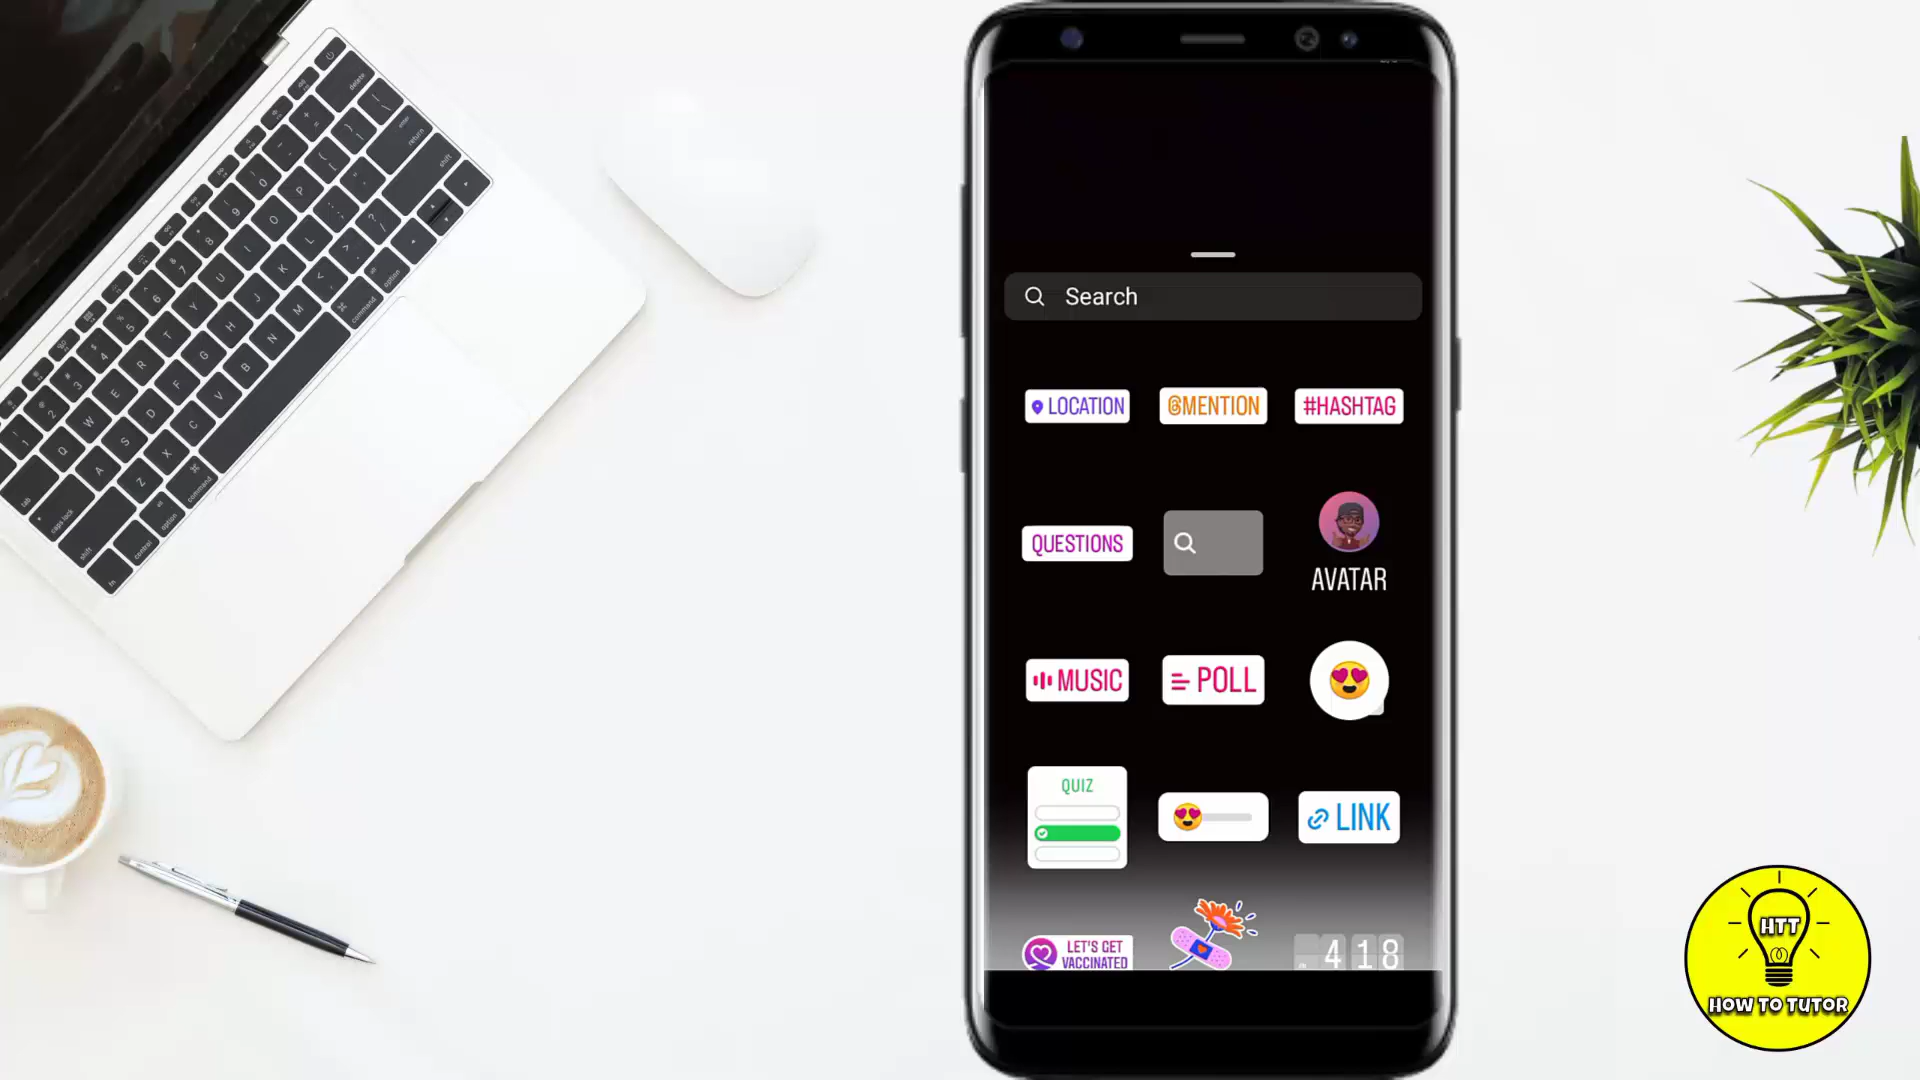 Search
LOCATION @MENTION #HASHTAG
QUESTIONS
AVATAR
MUSIC POLL
QUIZ
LINK
LET'S GET
VACCINATED
4 18
HTT
HOW TO TUTOR